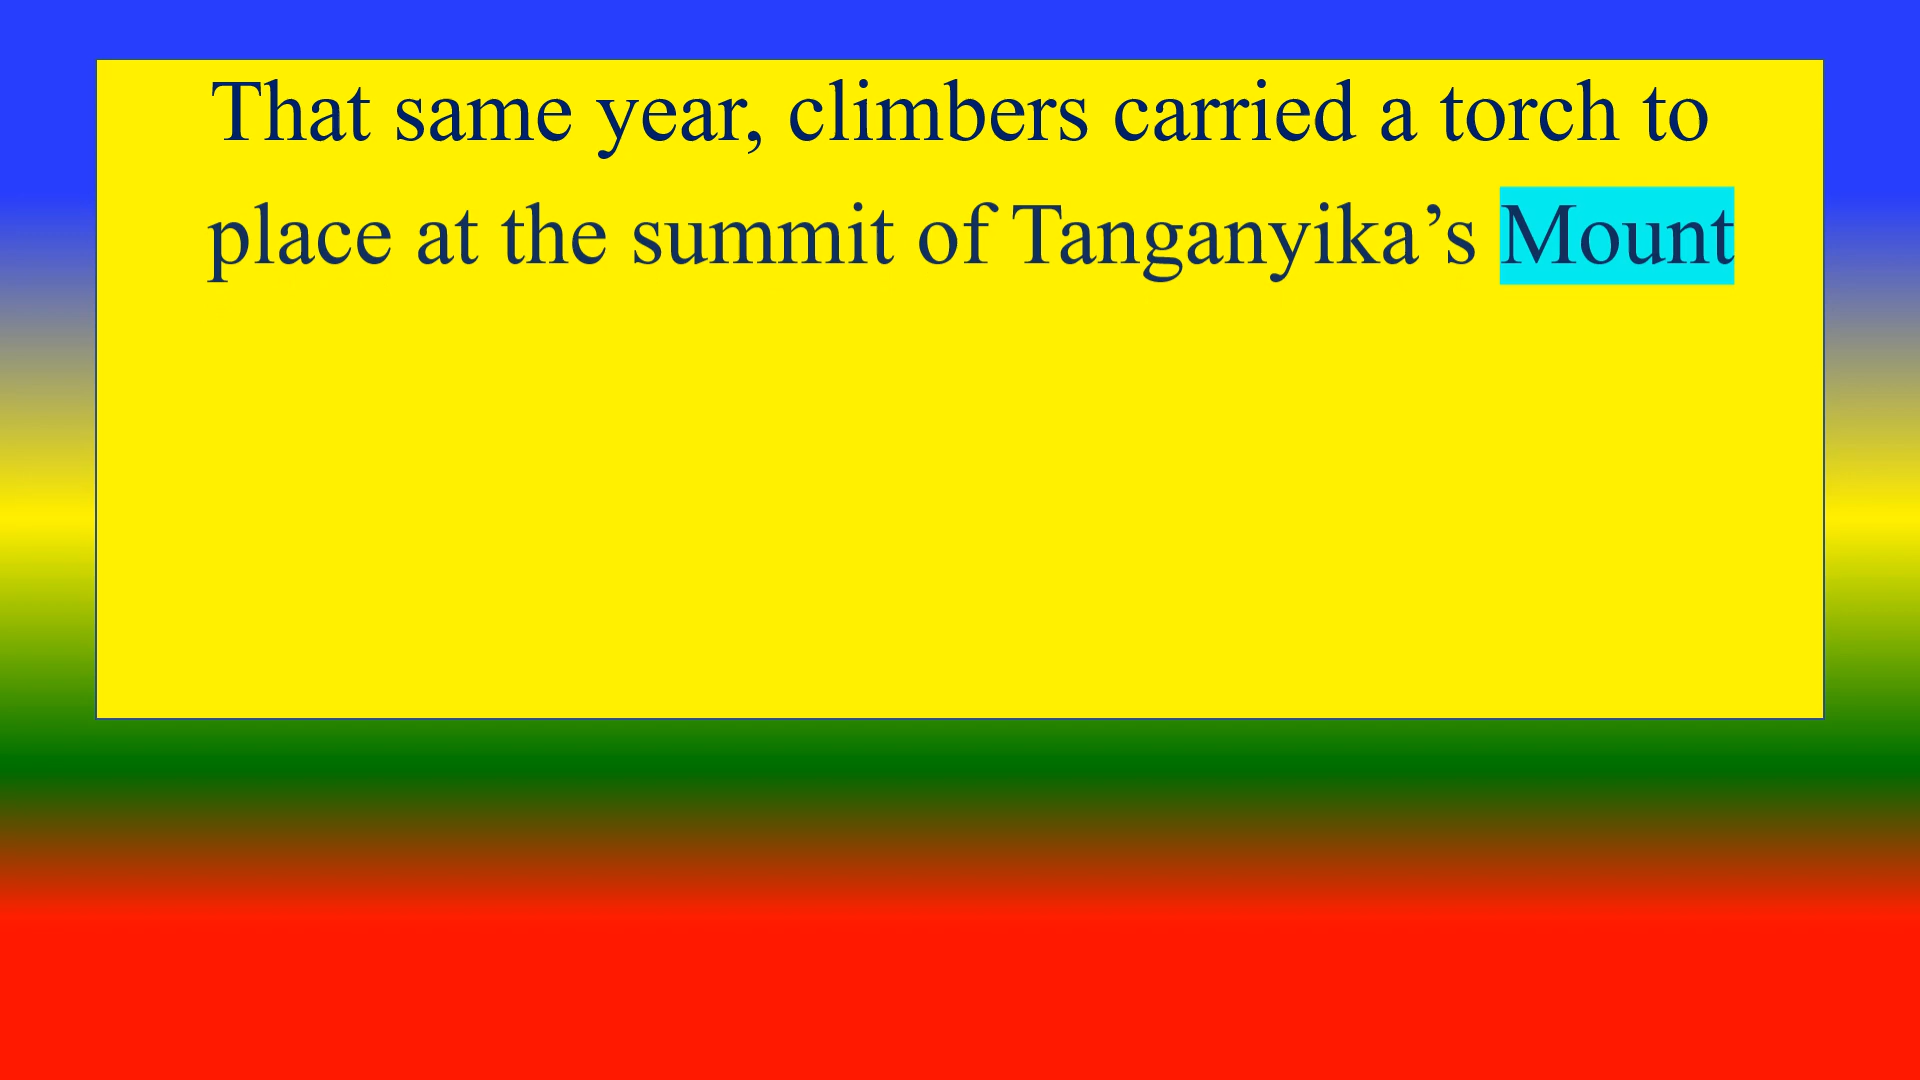 That same year, climbers carried a torch to
place at the summit of Tanganyika’s Mount